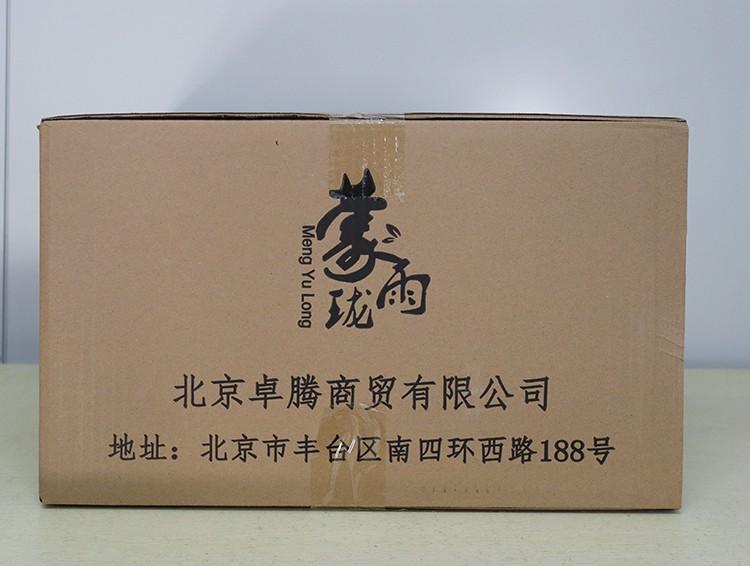 蒙雨珑
Meng Yu Long
北京卓腾商贸有限公司
地址：北京市丰台区南四环西路188号